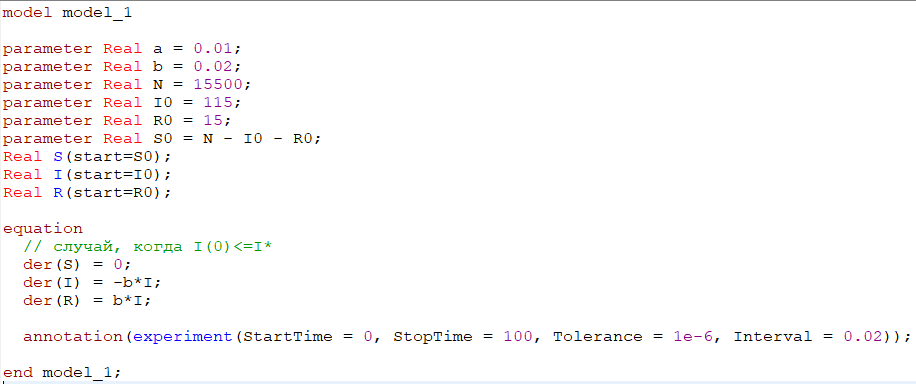 model model_1
parameter Real a = 0.01;
parameter Real b = 0.02;
parameter Real N = 15500;
parameter Real I0 = 115;
parameter Real R0 = 15;
parameter Real S0 = N - I0 - R0;
Real S(start=S0);
Real I(start=I0);
Real R(start=R0);
equation
// случай, когда I(0)<=I*
der(S) = 0;
der(I) = -b*I;
der(R) = b*I;
annotation(experiment(StartTime = 0, StopTime = 100, Tolerance = 1e-6, Interval = 0.02));
end model_1;